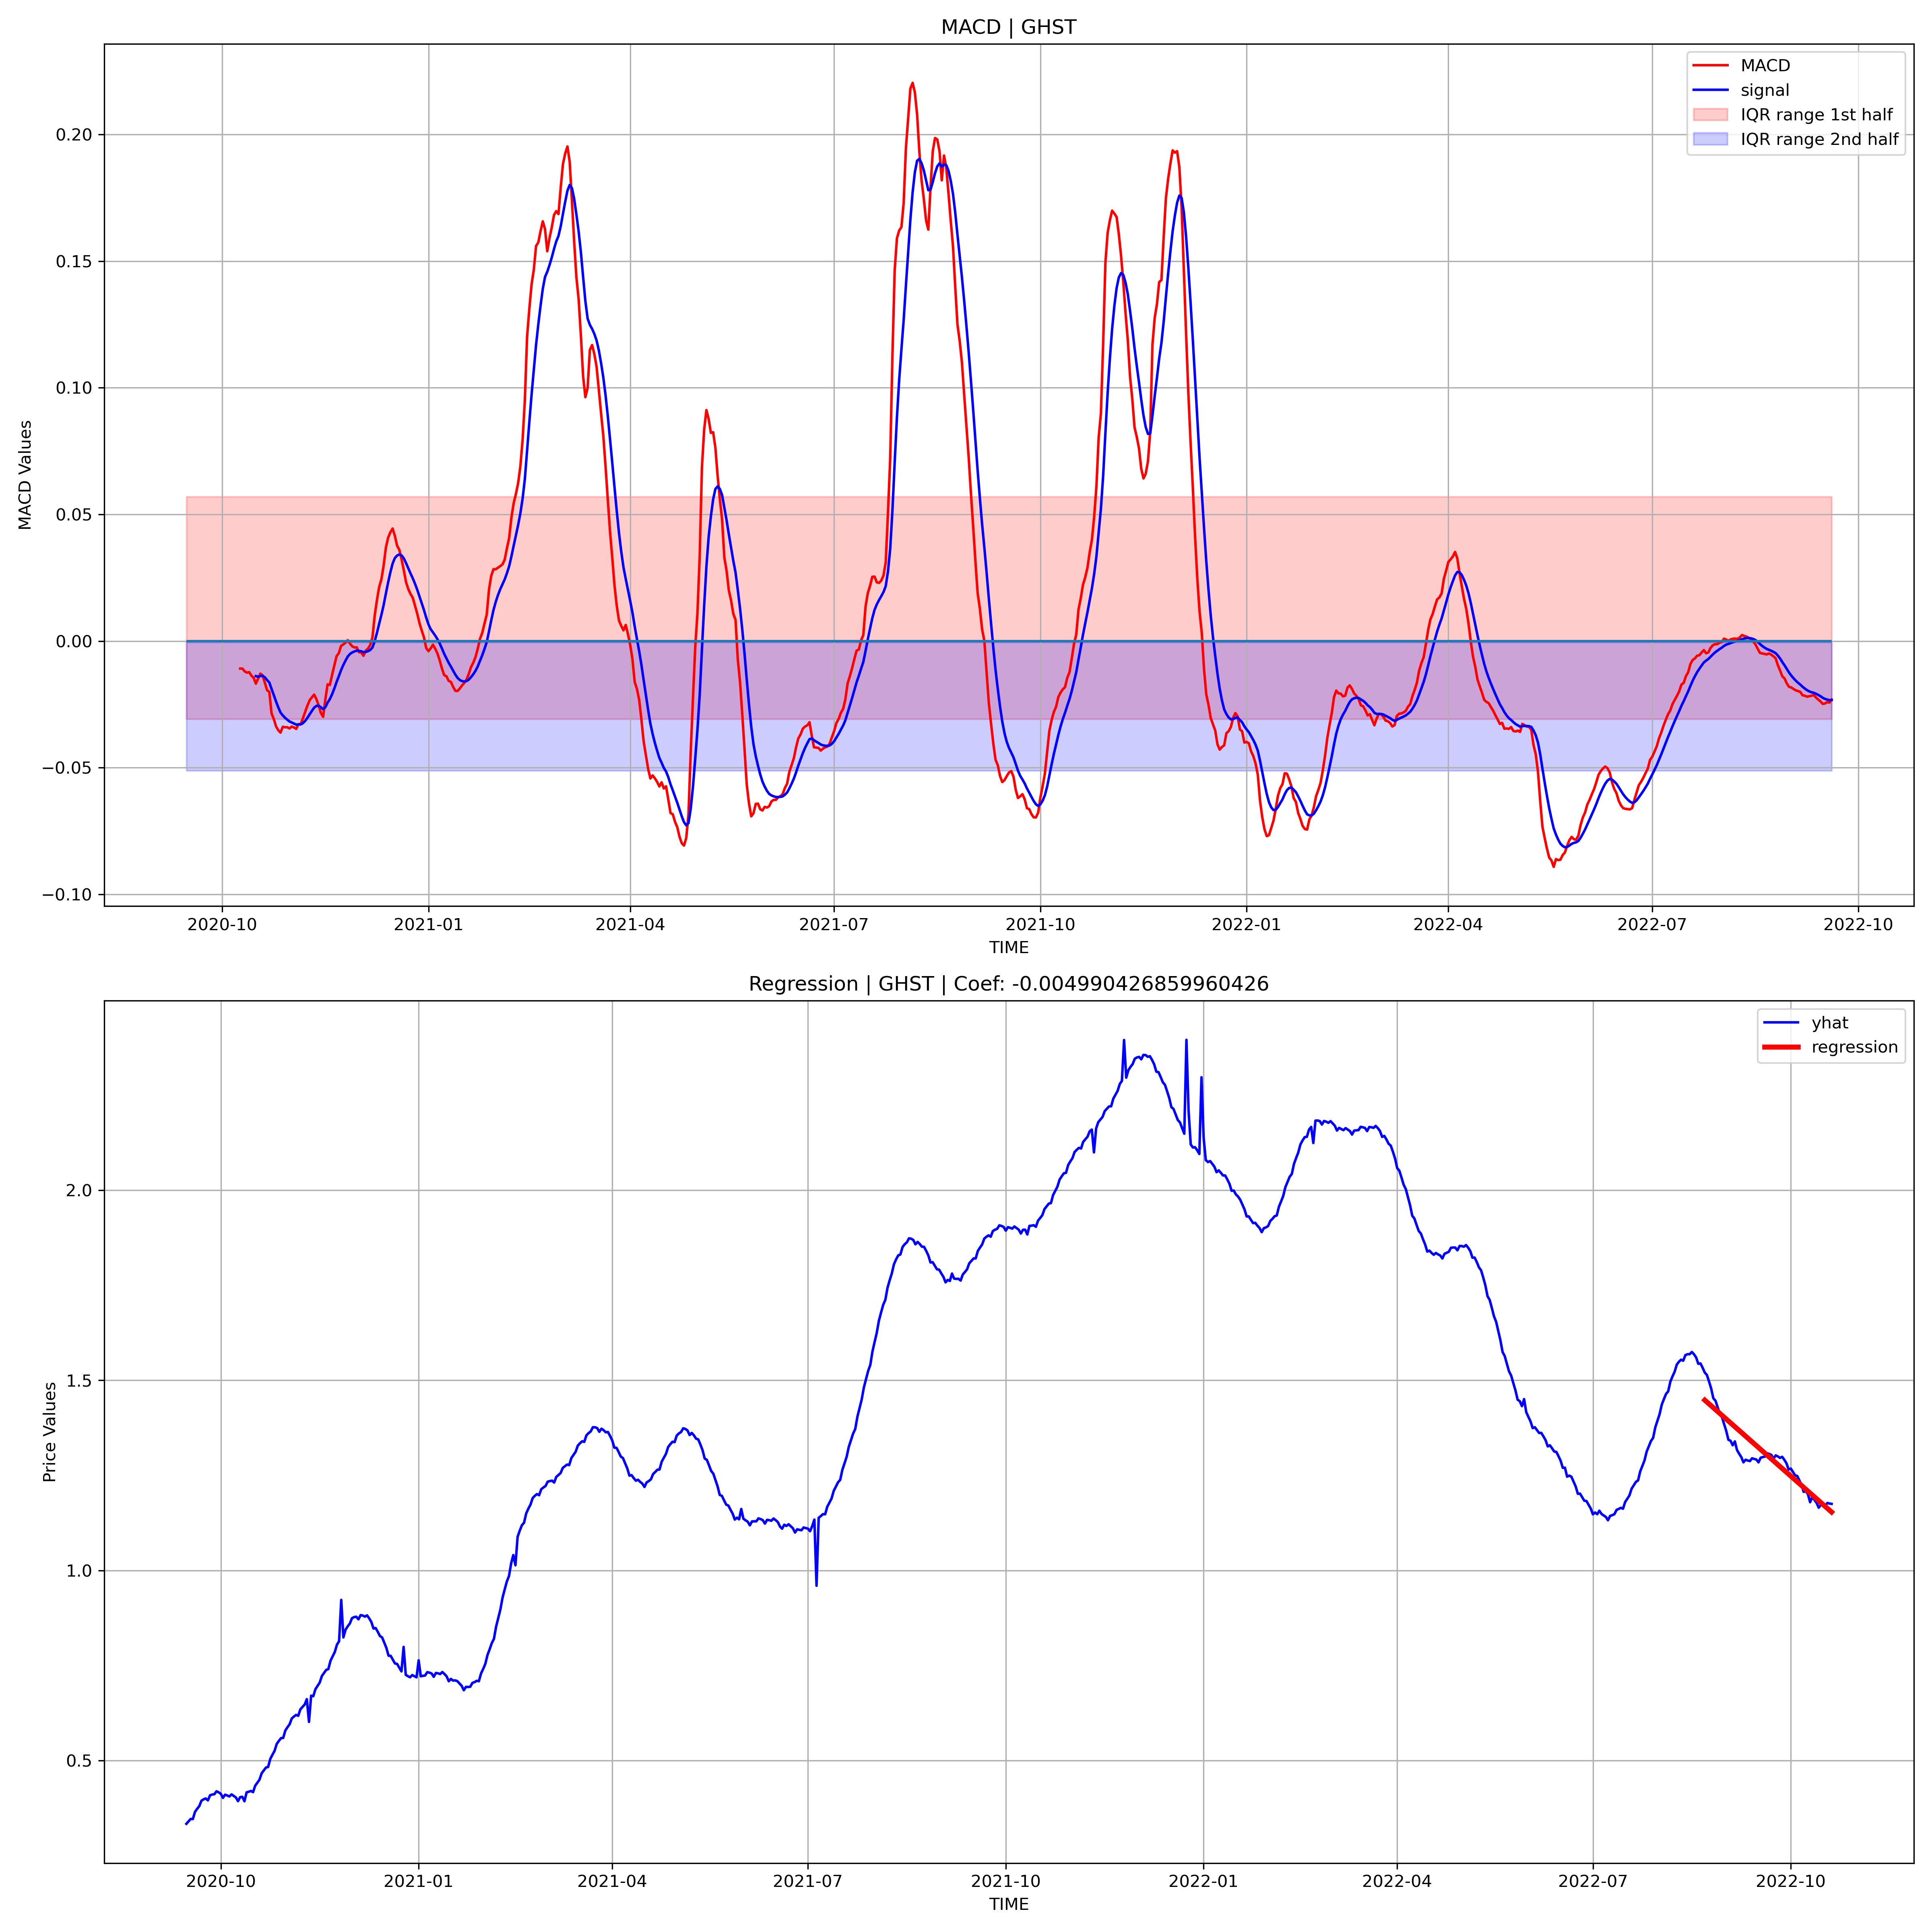 MACD | GHST
MACD
signal
IQR range 1st half
IQR range 2nd half
MACD Values
0.20
0.15
0.10
0.05
0.00
−0.05
−0.10
2020-10 2021-01 2021-04 2021-07 2021-10 2022-01 2022-04 2022-07 2022-10
TIME
Regression | GHST | Coef: -0.004990426859960426
yhat
regression
Price Values
2.0
1.5
1.0
0.5
2020-10 2021-01 2021-04 2021-07 2021-10 2022-01 2022-04 2022-07 2022-10
TIME